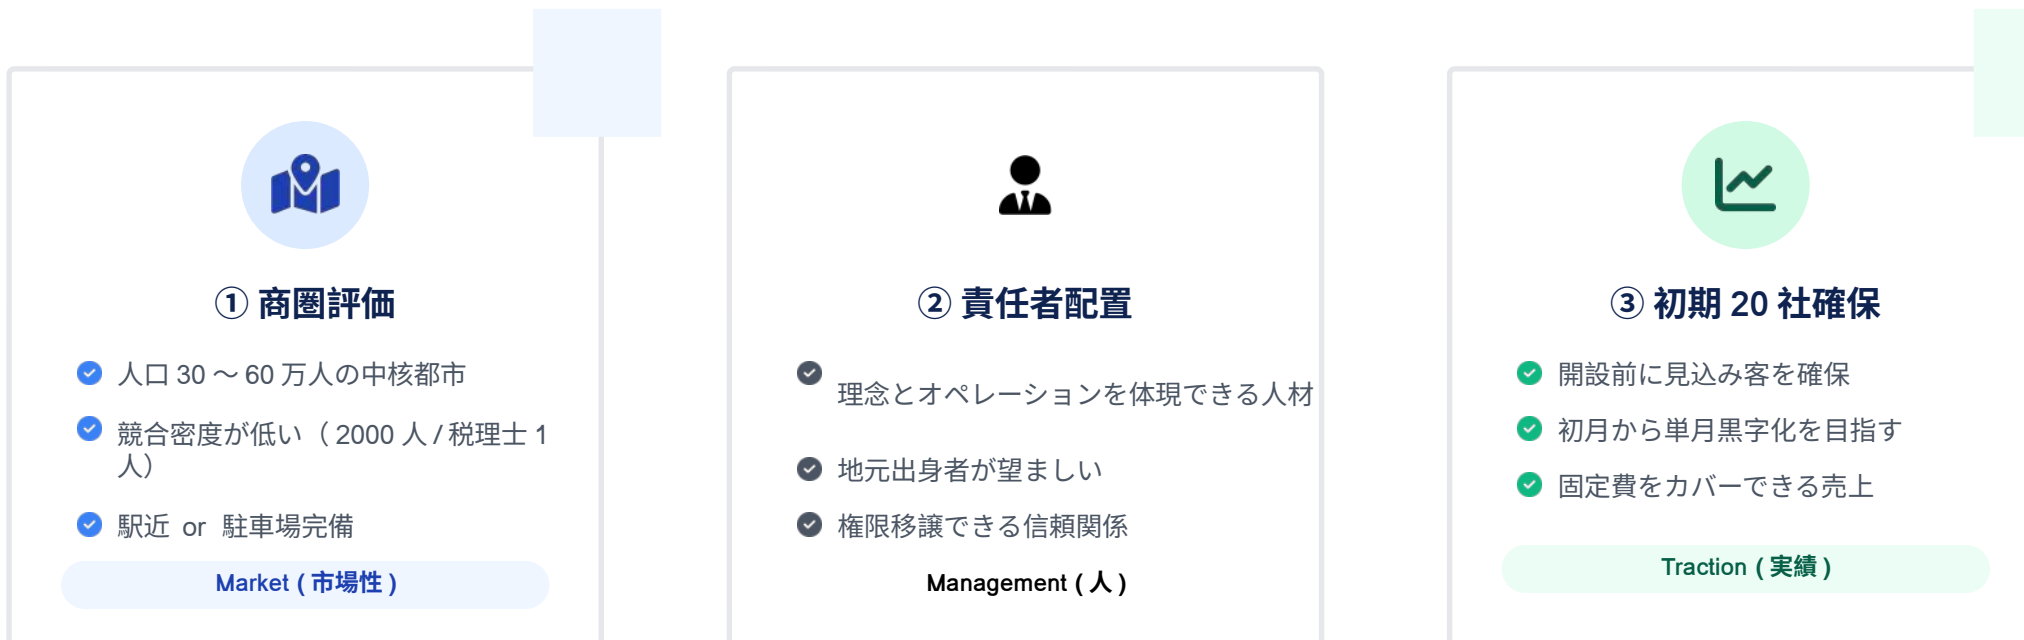 ① 商圏評価
人口 30 〜 60 万人の中核都市
競合密度が低い（ 2000 人 / 税理士 1
人）
駅近 or 駐車場完備
Market ( 市場性 )
② 責任者配置
理念とオペレーションを体現できる人材
地元出身者が望ましい
権限移譲できる信頼関係
Management ( 人 )
③ 初期 20 社確保
開設前に見込み客を確保
初月から単月黒字化を目指す
固定費をカバーできる売上
Traction ( 実績 )